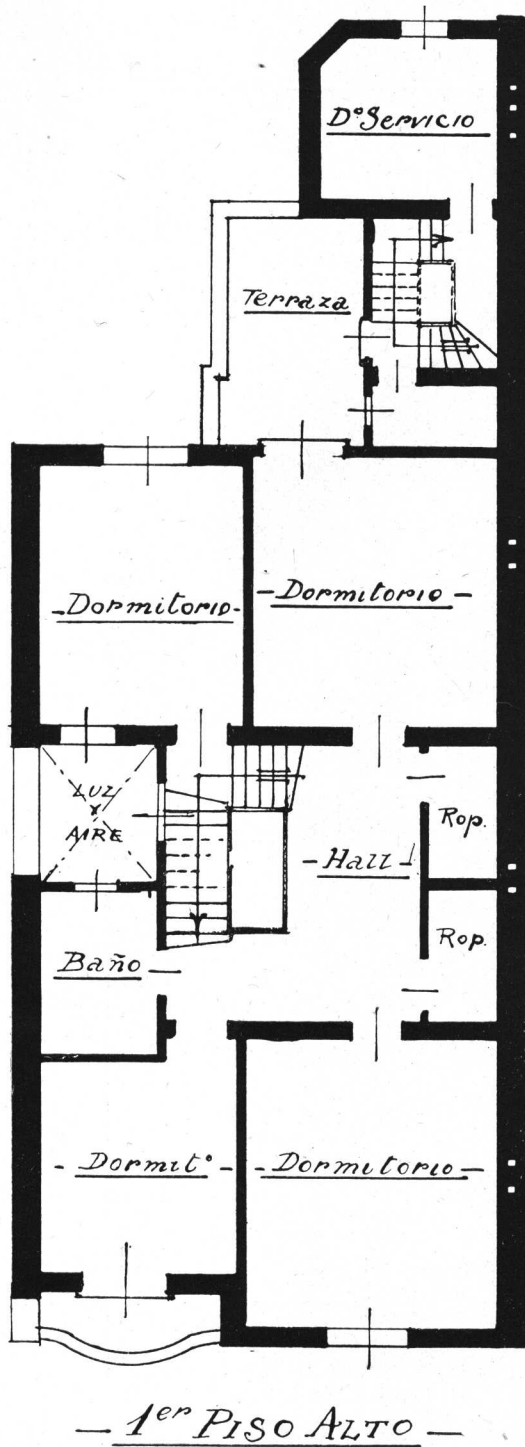 Dº Servicio
Terraza
Dormitorio
Dormitorio
LUZ
Y
AIRE
Rop.
Hall
Rop.
Baño
Dormitº
Dormitorio
1er PISO ALTO